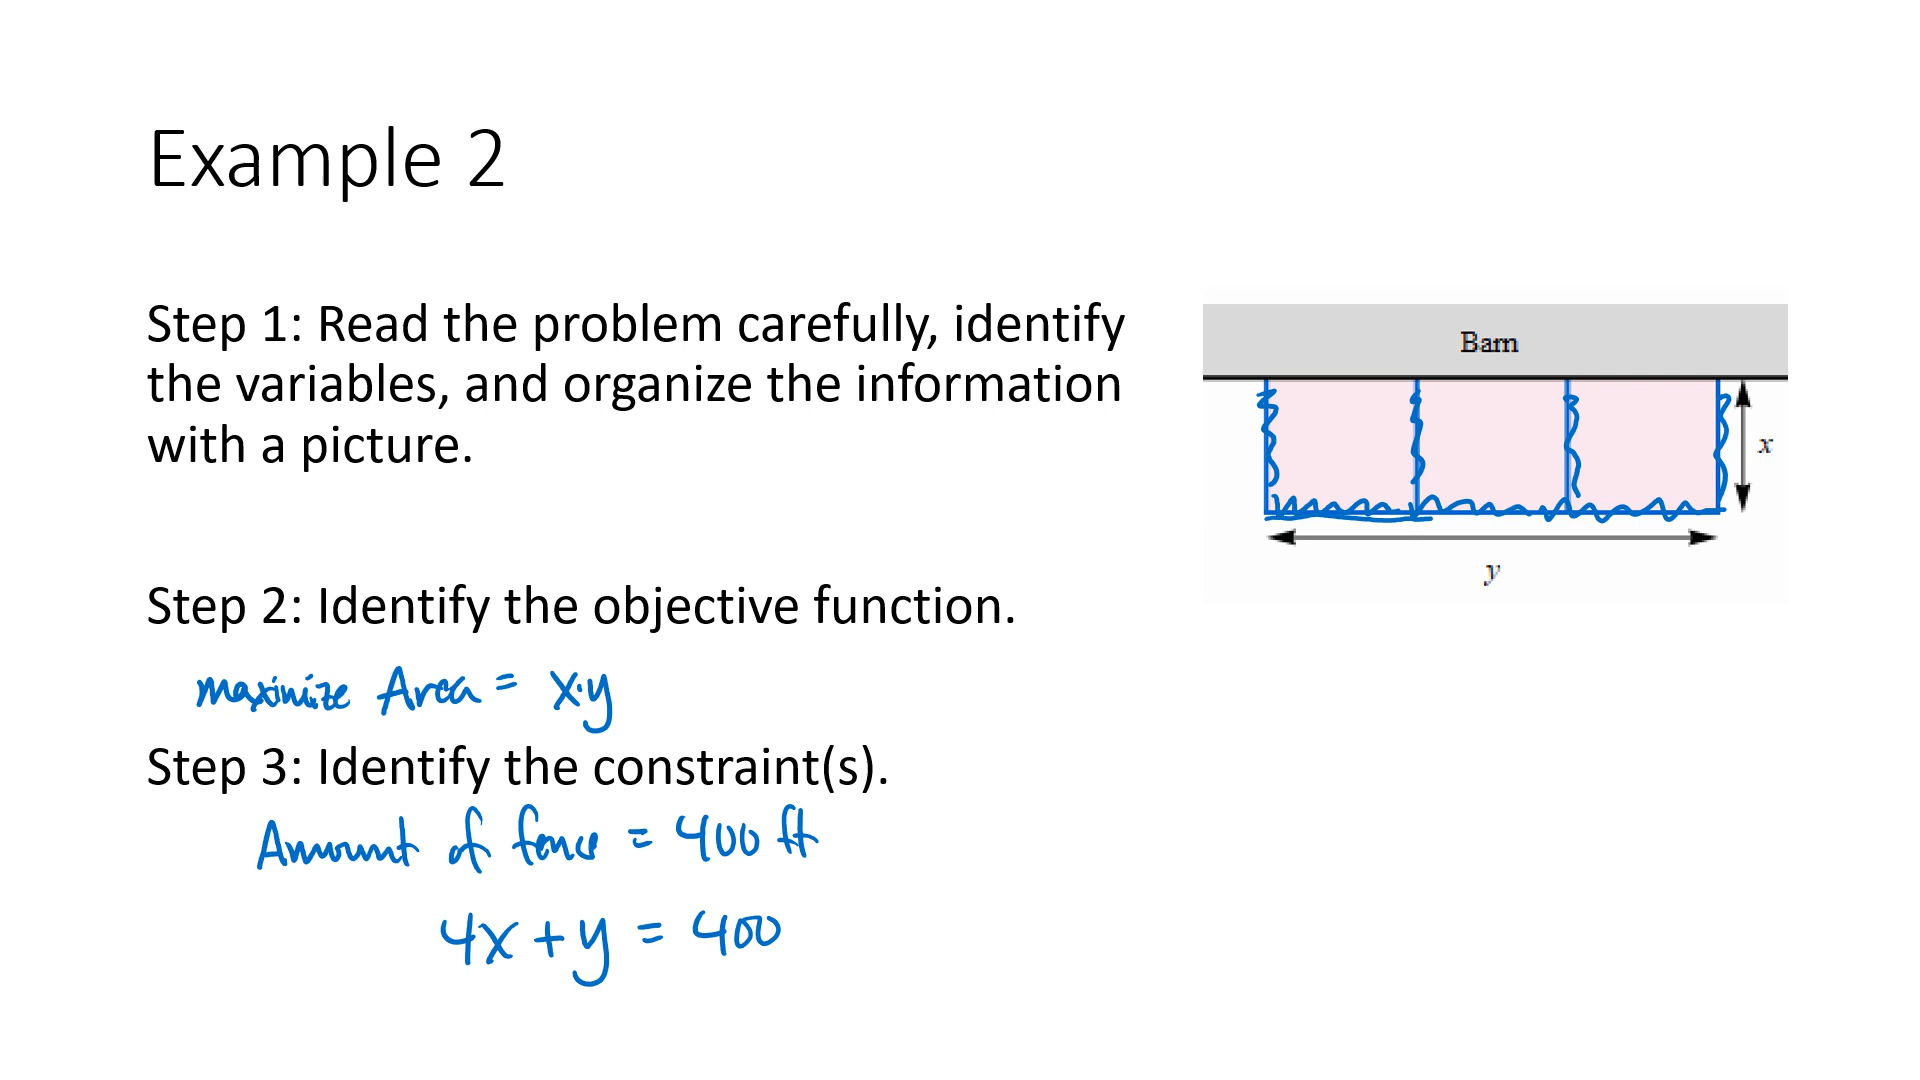 Example 2
Step 1: Read the problem carefully, identify
the variables, and organize the information
with a picture.
Barn
x
y
Step 2: Identify the objective function.
maximize Area = x·y
Step 3: Identify the constraint(s).
Amount of fence = 400 ft
4x + y = 400